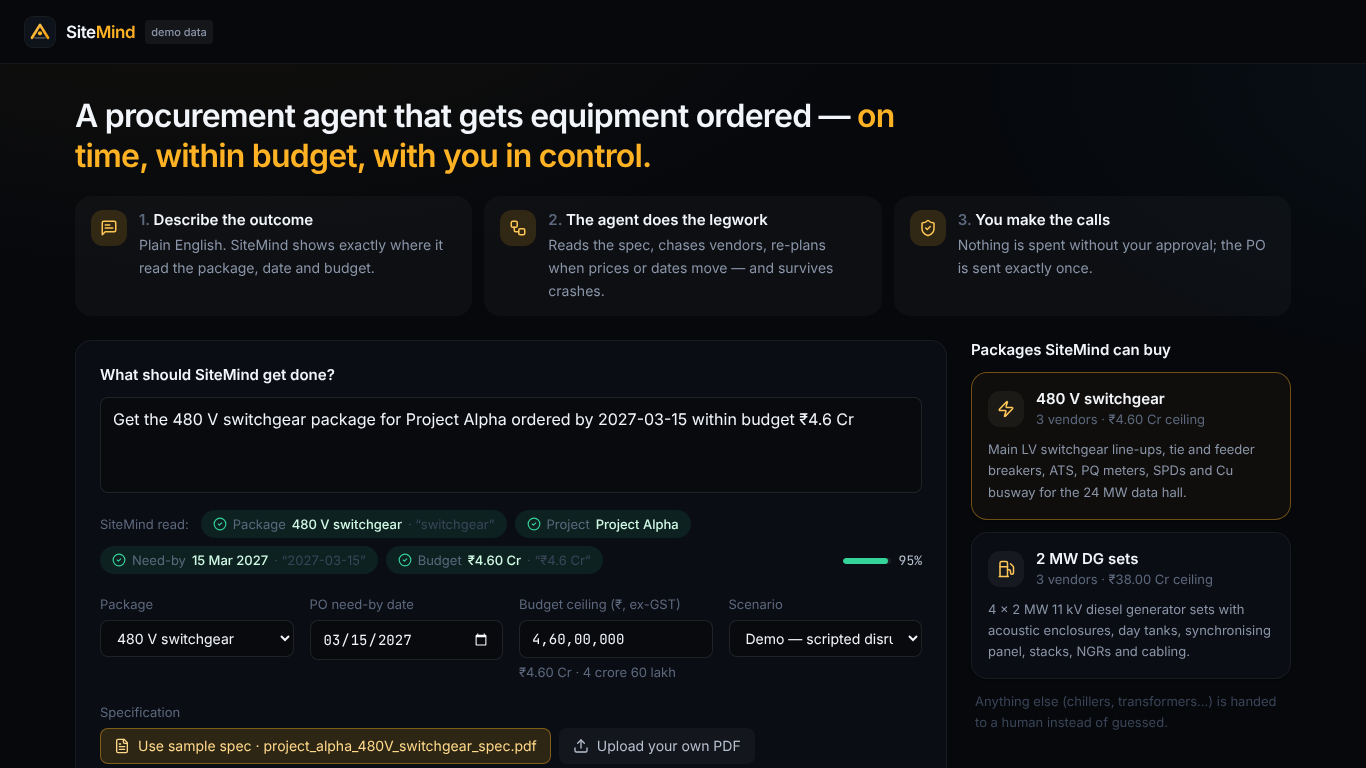 SiteMind demo data
A procurement agent that gets equipment ordered — on
time, within budget, with you in control.
1. Describe the outcome
Plain English. SiteMind shows exactly where it
read the package, date and budget.
2. The agent does the legwork
Reads the spec, chases vendors, re-plans
when prices or dates move — and survives
crashes.
3. You make the calls
Nothing is spent without your approval; the PO
is sent exactly once.
What should SiteMind get done?
Get the 480 V switchgear package for Project Alpha ordered by 2027-03-15 within budget ₹4.6 Cr
SiteMind read: Package 480 V switchgear · “switchgear” Project Project Alpha
Need-by 15 Mar 2027 · “2027-03-15” Budget ₹4.60 Cr · “₹4.6 Cr” 95%
Package PO need-by date Budget ceiling (₹, ex-GST) Scenario
480 V switchgear 03/15/2027 4,60,00,000 Demo — scripted disru
₹4.60 Cr · 4 crore 60 lakh
Specification
Use sample spec · project_alpha_480V_switchgear_spec.pdf Upload your own PDF
Packages SiteMind can buy
480 V switchgear
3 vendors · ₹4.60 Cr ceiling
Main LV switchgear line-ups, tie and feeder
breakers, ATS, PQ meters, SPDs and Cu
busway for the 24 MW data hall.
2 MW DG sets
3 vendors · ₹38.00 Cr ceiling
4 × 2 MW 11 kV diesel generator sets with
acoustic enclosures, day tanks, synchronising
panel, stacks, NGRs and cabling.
Anything else (chillers, transformers…) is handed
to a human instead of guessed.